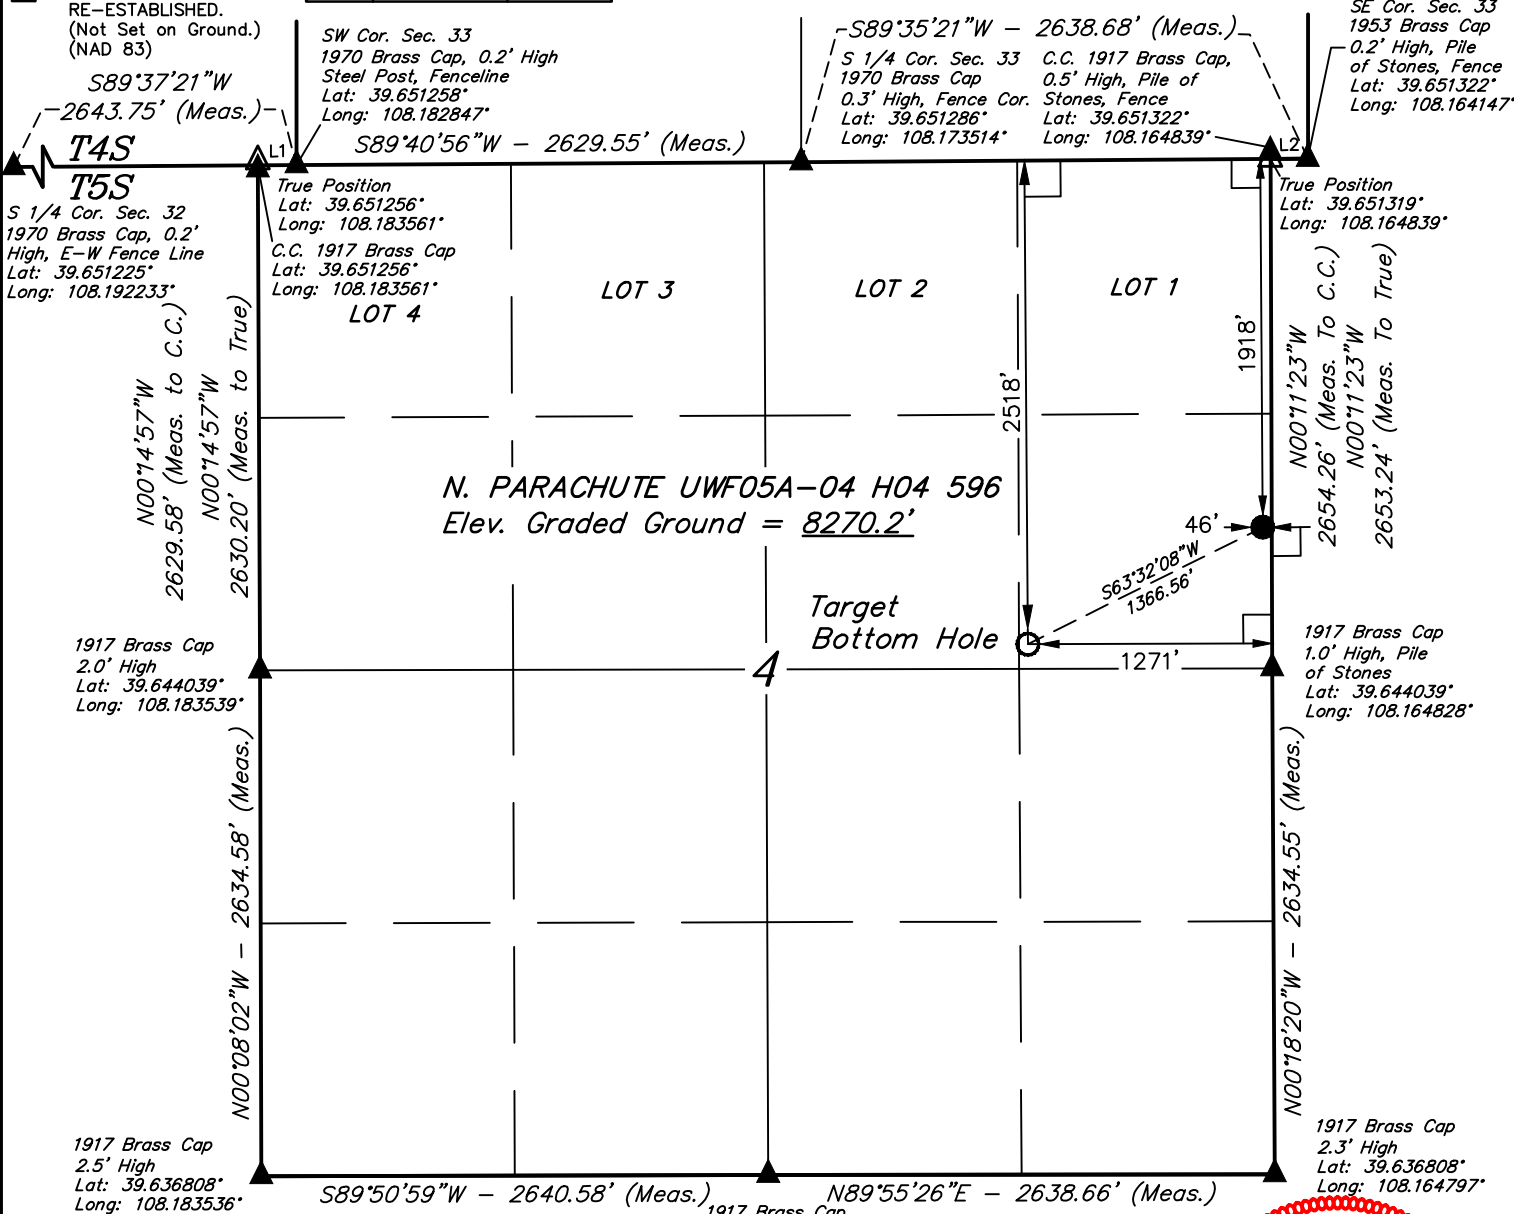 RE-ESTABLISHED.
(Not Set on Ground.)
(NAD 83)
S89°37'21"W
2643.75' (Meas.)
T4S
T5S
S 1/4 Cor. Sec. 32
1970 Brass Cap, 0.2'
High, E-W Fence Line
Lat: 39.651225°
Long: 108.192233°
SW Cor. Sec. 33
1970 Brass Cap, 0.2' High
Steel Post, Fenceline
Lat: 39.651258°
Long: 108.182847°
S89°40'56"W - 2629.55' (Meas.)
L1
True Position
Lat: 39.651256°
Long: 108.183561°
C.C. 1917 Brass Cap
Lat: 39.651256°
Long: 108.183561°
S89°35'21"W - 2638.68' (Meas.)
S 1/4 Cor. Sec. 33
1970 Brass Cap
0.3' High, Fence Cor.
Lat: 39.651286°
Long: 108.173514°
C.C. 1917 Brass Cap,
0.5' High, Pile of
Stones, Fence
Lat: 39.651322°
Long: 108.164839°
SE Cor. Sec. 33
1953 Brass Cap
0.2' High, Pile
of Stones, Fence
Lat: 39.651322°
Long: 108.164147°
L2
True Position
Lat: 39.651319°
Long: 108.164839°
LOT 4
LOT 3
LOT 2
LOT 1
N00°14'57"W
2629.58' (Meas. to C.C.)
N00°14'57"W
2630.20' (Meas. to True)
2518'
1918'
N00°11'23"W
2654.26' (Meas. To C.C.)
N00°11'23"W
2653.24' (Meas. To True)
N. PARACHUTE UWF05A-04 H04 596
Elev. Graded Ground = 8270.2'
46'
S63°32'08"W
1366.56'
Target
Bottom Hole
1271'
4
1917 Brass Cap
2.0' High
Lat: 39.644039°
Long: 108.183539°
1917 Brass Cap
1.0' High, Pile
of Stones
Lat: 39.644039°
Long: 108.164828°
N00°08'02"W - 2634.58' (Meas.)
N00°18'20"W - 2634.55' (Meas.)
1917 Brass Cap
2.5' High
Lat: 39.636808°
Long: 108.183536°
S89°50'59"W - 2640.58' (Meas.)
N89°55'26"E - 2638.66' (Meas.)
1917 Brass Cap
2.3' High
Lat: 39.636808°
Long: 108.164797°
1917 Brass Cap